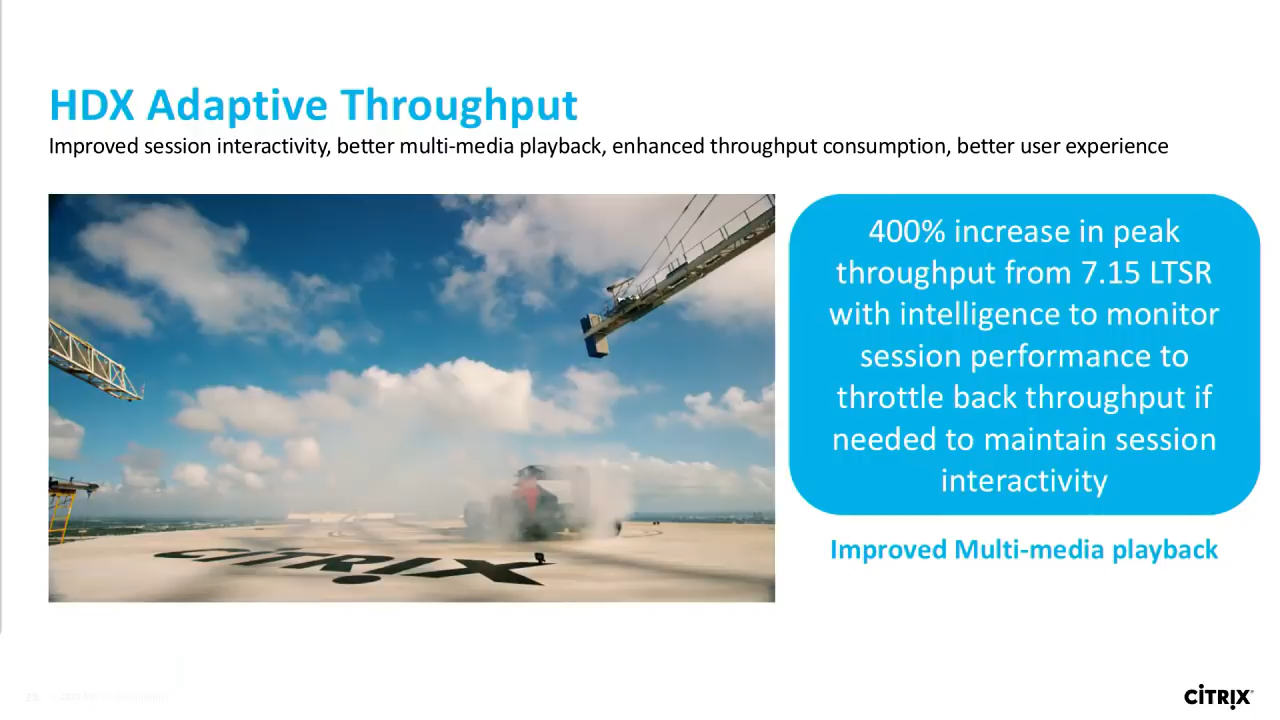 HDX Adaptive Throughput
Improved session interactivity, better multi-media playback, enhanced throughput consumption, better user experience
400% increase in peak
throughput from 7.15 LTSR
with intelligence to monitor
session performance to
throttle back throughput if
needed to maintain session
interactivity
CITRIX
Improved Multi-media playback
CITRIX